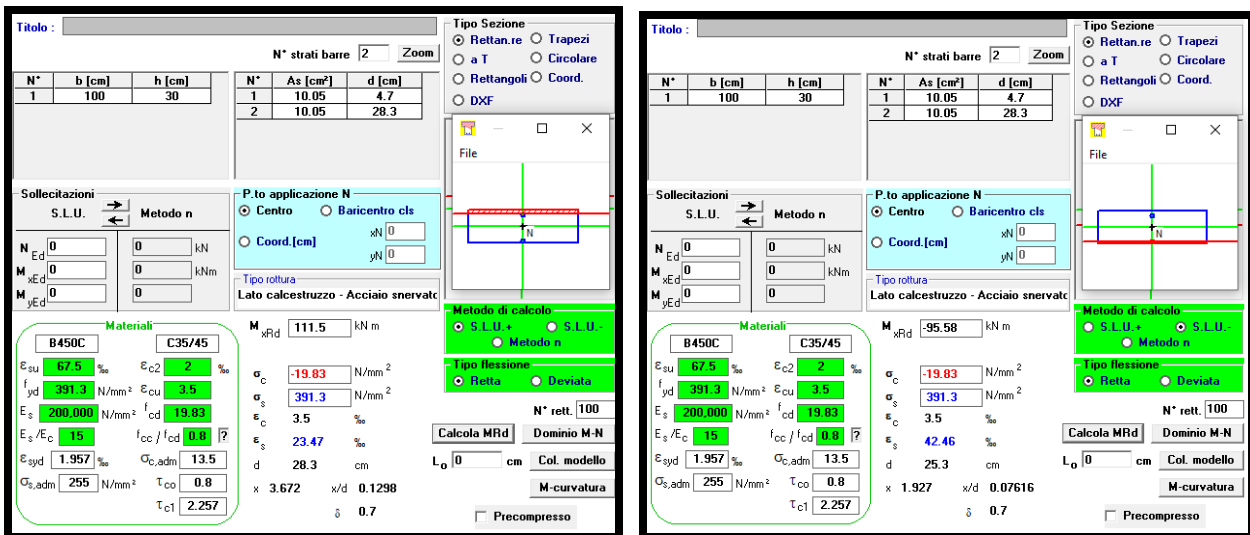 Titolo :
N° strati barre 2 Zoom
N° b [cm] h [cm]
1 100 30
N° As [cm²] d [cm]
1 10.05 4.7
2 10.05 28.3
Tipo Sezione
Rettan.re Trapezi
a T Circolare
Rettangoli Coord.
DXF
File
N
Sollecitazioni
S.L.U. Metodo n
N Ed 0 0 kN
M xEd 0 0 kNm
M yEd 0 0
P.to applicazione N
Centro Baricentro cls
Coord.[cm] xN 0
yN 0
Tipo rottura
Lato calcestruzzo - Acciaio snervato
Metodo di calcolo
S.L.U.+ S.L.U.-
Metodo n
Tipo flessione
Retta Deviata
Materiali
B450C C35/45
εsu 67.5 ‰ εc2 2 ‰
fyd 391.3 N/mm² εcu 3.5
Es 200,000 N/mm² fcd 19.83
Es/Ec 15 fcc / fcd 0.8 ?
εsyd 1.957 ‰ σc,adm 13.5
σs,adm 255 N/mm² τco 0.8
τc1 2.257
M xRd 111.5 kN m
σc -19.83 N/mm²
σs 391.3 N/mm²
εc 3.5 ‰
εs 23.47 ‰
d 28.3 cm
x 3.672 x/d 0.1298
δ 0.7
N° rett. 100
Calcola MRd Dominio M-N
Lo 0 cm Col. modello
M-curvatura
Precompresso
Titolo :
N° strati barre 2 Zoom
N° b [cm] h [cm]
1 100 30
N° As [cm²] d [cm]
1 10.05 4.7
2 10.05 28.3
Tipo Sezione
Rettan.re Trapezi
a T Circolare
Rettangoli Coord.
DXF
File
N
Sollecitazioni
S.L.U. Metodo n
N Ed 0 0 kN
M xEd 0 0 kNm
M yEd 0 0
P.to applicazione N
Centro Baricentro cls
Coord.[cm] xN 0
yN 0
Tipo rottura
Lato calcestruzzo - Acciaio snervato
Metodo di calcolo
S.L.U.+ S.L.U.-
Metodo n
Tipo flessione
Retta Deviata
Materiali
B450C C35/45
εsu 67.5 ‰ εc2 2 ‰
fyd 391.3 N/mm² εcu 3.5
Es 200,000 N/mm² fcd 19.83
Es/Ec 15 fcc / fcd 0.8 ?
εsyd 1.957 ‰ σc,adm 13.5
σs,adm 255 N/mm² τco 0.8
τc1 2.257
M xRd -95.58 kN m
σc -19.83 N/mm²
σs 391.3 N/mm²
εc 3.5 ‰
εs 42.46 ‰
d 25.3 cm
x 1.927 x/d 0.07616
δ 0.7
N° rett. 100
Calcola MRd Dominio M-N
Lo 0 cm Col. modello
M-curvatura
Precompresso